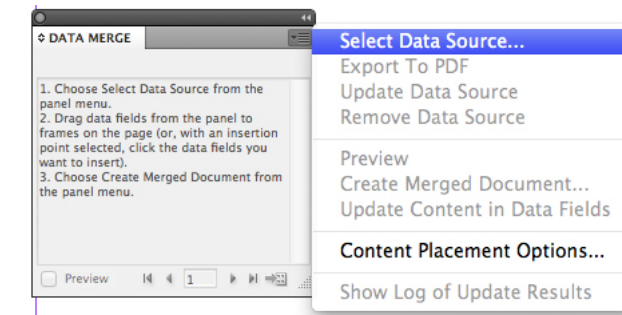 DATA MERGE
1. Choose Select Data Source from the
panel menu.
2. Drag data fields from the panel to
frames on the page (or, with an insertion
point selected, click the data fields you
want to insert).
3. Choose Create Merged Document from
the panel menu.
Preview
1
Select Data Source...
Export To PDF
Update Data Source
Remove Data Source
Preview
Create Merged Document...
Update Content in Data Fields
Content Placement Options...
Show Log of Update Results